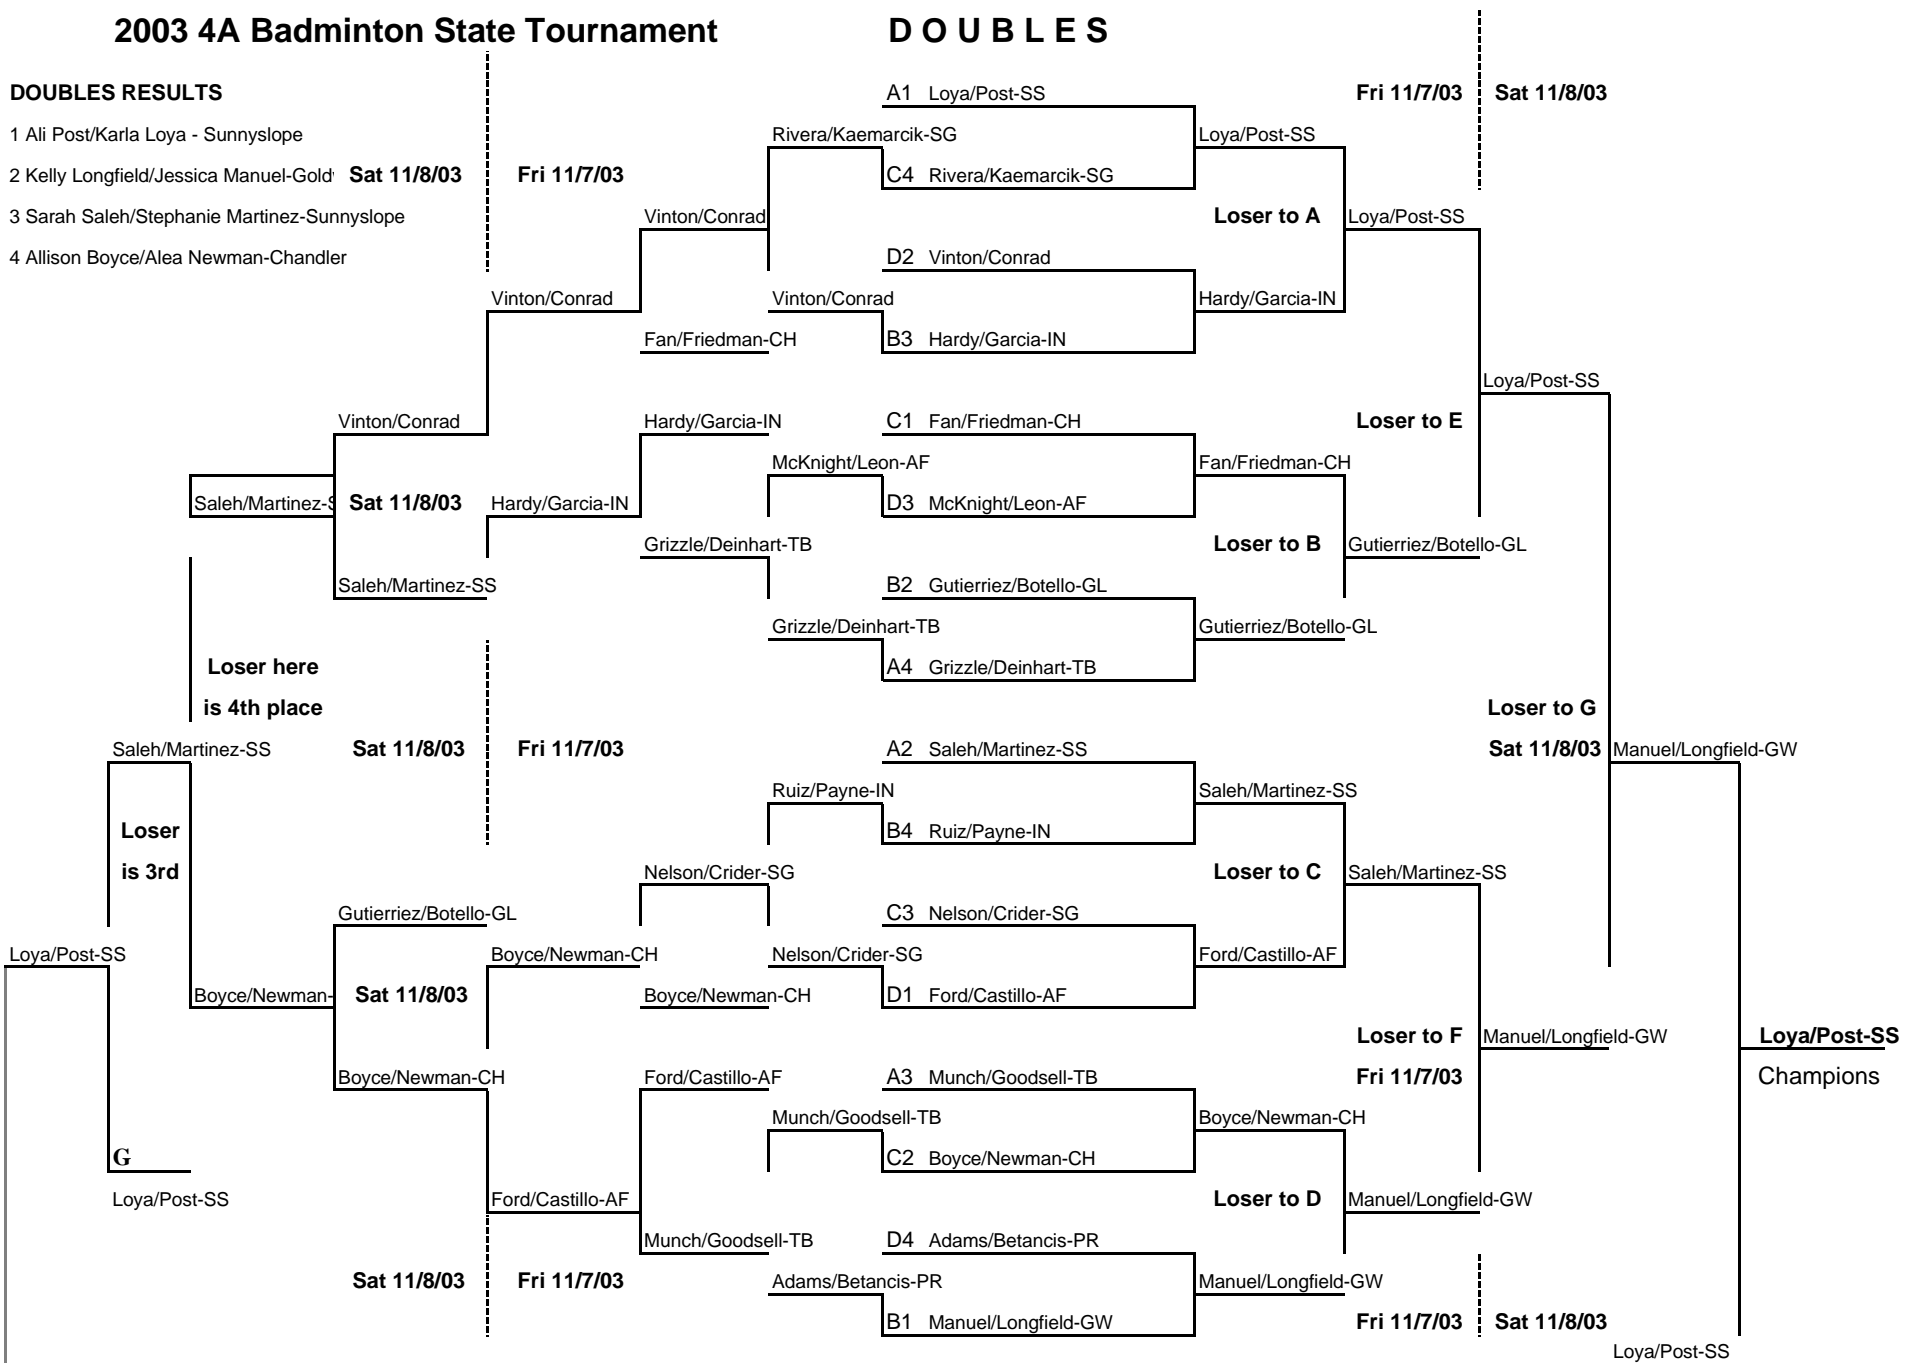 2003 4A Badminton State Tournament
D O U B L E S
DOUBLES RESULTS
A1 Loya/Post-SS
Fri 11/7/03
Sat 11/8/03
1 Ali Post/Karla Loya - Sunnyslope
Rivera/Kaemarcik-SG
Loya/Post-SS
2 Kelly Longfield/Jessica Manuel-Gold
Sat 11/8/03
Fri 11/7/03
C4 Rivera/Kaemarcik-SG
3 Sarah Saleh/Stephanie Martinez-Sunnyslope
Vinton/Conrad
Loser to A
Loya/Post-SS
4 Allison Boyce/Alea Newman-Chandler
D2 Vinton/Conrad
Vinton/Conrad
Vinton/Conrad
Hardy/Garcia-IN
Fan/Friedman-CH
B3 Hardy/Garcia-IN
Loya/Post-SS
Vinton/Conrad
Hardy/Garcia-IN
C1 Fan/Friedman-CH
Loser to E
McKnight/Leon-AF
Fan/Friedman-CH
Saleh/Martinez-S
Sat 11/8/03
Hardy/Garcia-IN
D3 McKnight/Leon-AF
Grizzle/Deinhart-TB
Loser to B
Gutierriez/Botello-GL
Saleh/Martinez-SS
B2 Gutierriez/Botello-GL
Grizzle/Deinhart-TB
Gutierriez/Botello-GL
Loser here
A4 Grizzle/Deinhart-TB
is 4th place
Loser to G
Saleh/Martinez-SS
Sat 11/8/03
Fri 11/7/03
A2 Saleh/Martinez-SS
Sat 11/8/03
Manuel/Longfield-GW
Ruiz/Payne-IN
Saleh/Martinez-SS
Loser
B4 Ruiz/Payne-IN
is 3rd
Nelson/Crider-SG
Loser to C
Saleh/Martinez-SS
Gutierriez/Botello-GL
C3 Nelson/Crider-SG
Loya/Post-SS
Boyce/Newman-CH
Nelson/Crider-SG
Ford/Castillo-AF
Boyce/Newman-
Sat 11/8/03
Boyce/Newman-CH
D1 Ford/Castillo-AF
Loser to F
Manuel/Longfield-GW
Loya/Post-SS
Boyce/Newman-CH
Ford/Castillo-AF
A3 Munch/Goodsell-TB
Fri 11/7/03
Champions
Munch/Goodsell-TB
Boyce/Newman-CH
G
C2 Boyce/Newman-CH
Loya/Post-SS
Ford/Castillo-AF
Loser to D
Manuel/Longfield-GW
Munch/Goodsell-TB
D4 Adams/Betancis-PR
Sat 11/8/03
Fri 11/7/03
Adams/Betancis-PR
Manuel/Longfield-GW
B1 Manuel/Longfield-GW
Fri 11/7/03
Sat 11/8/03
Loya/Post-SS